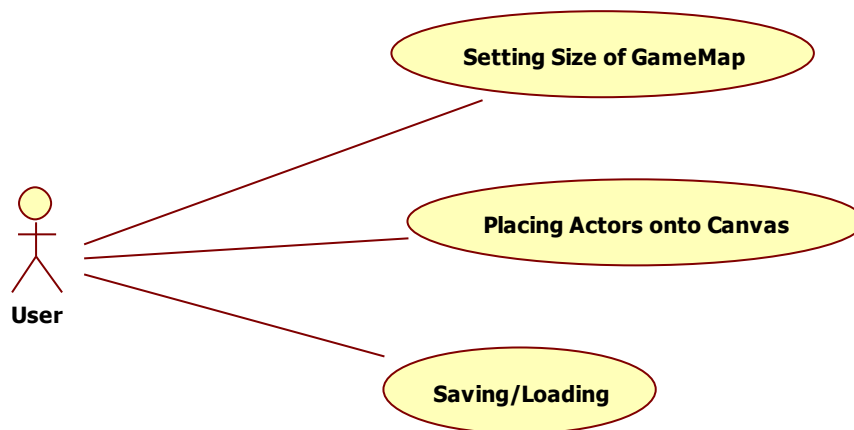 Setting Size of GameMap
Placing Actors onto Canvas
User
Saving/Loading